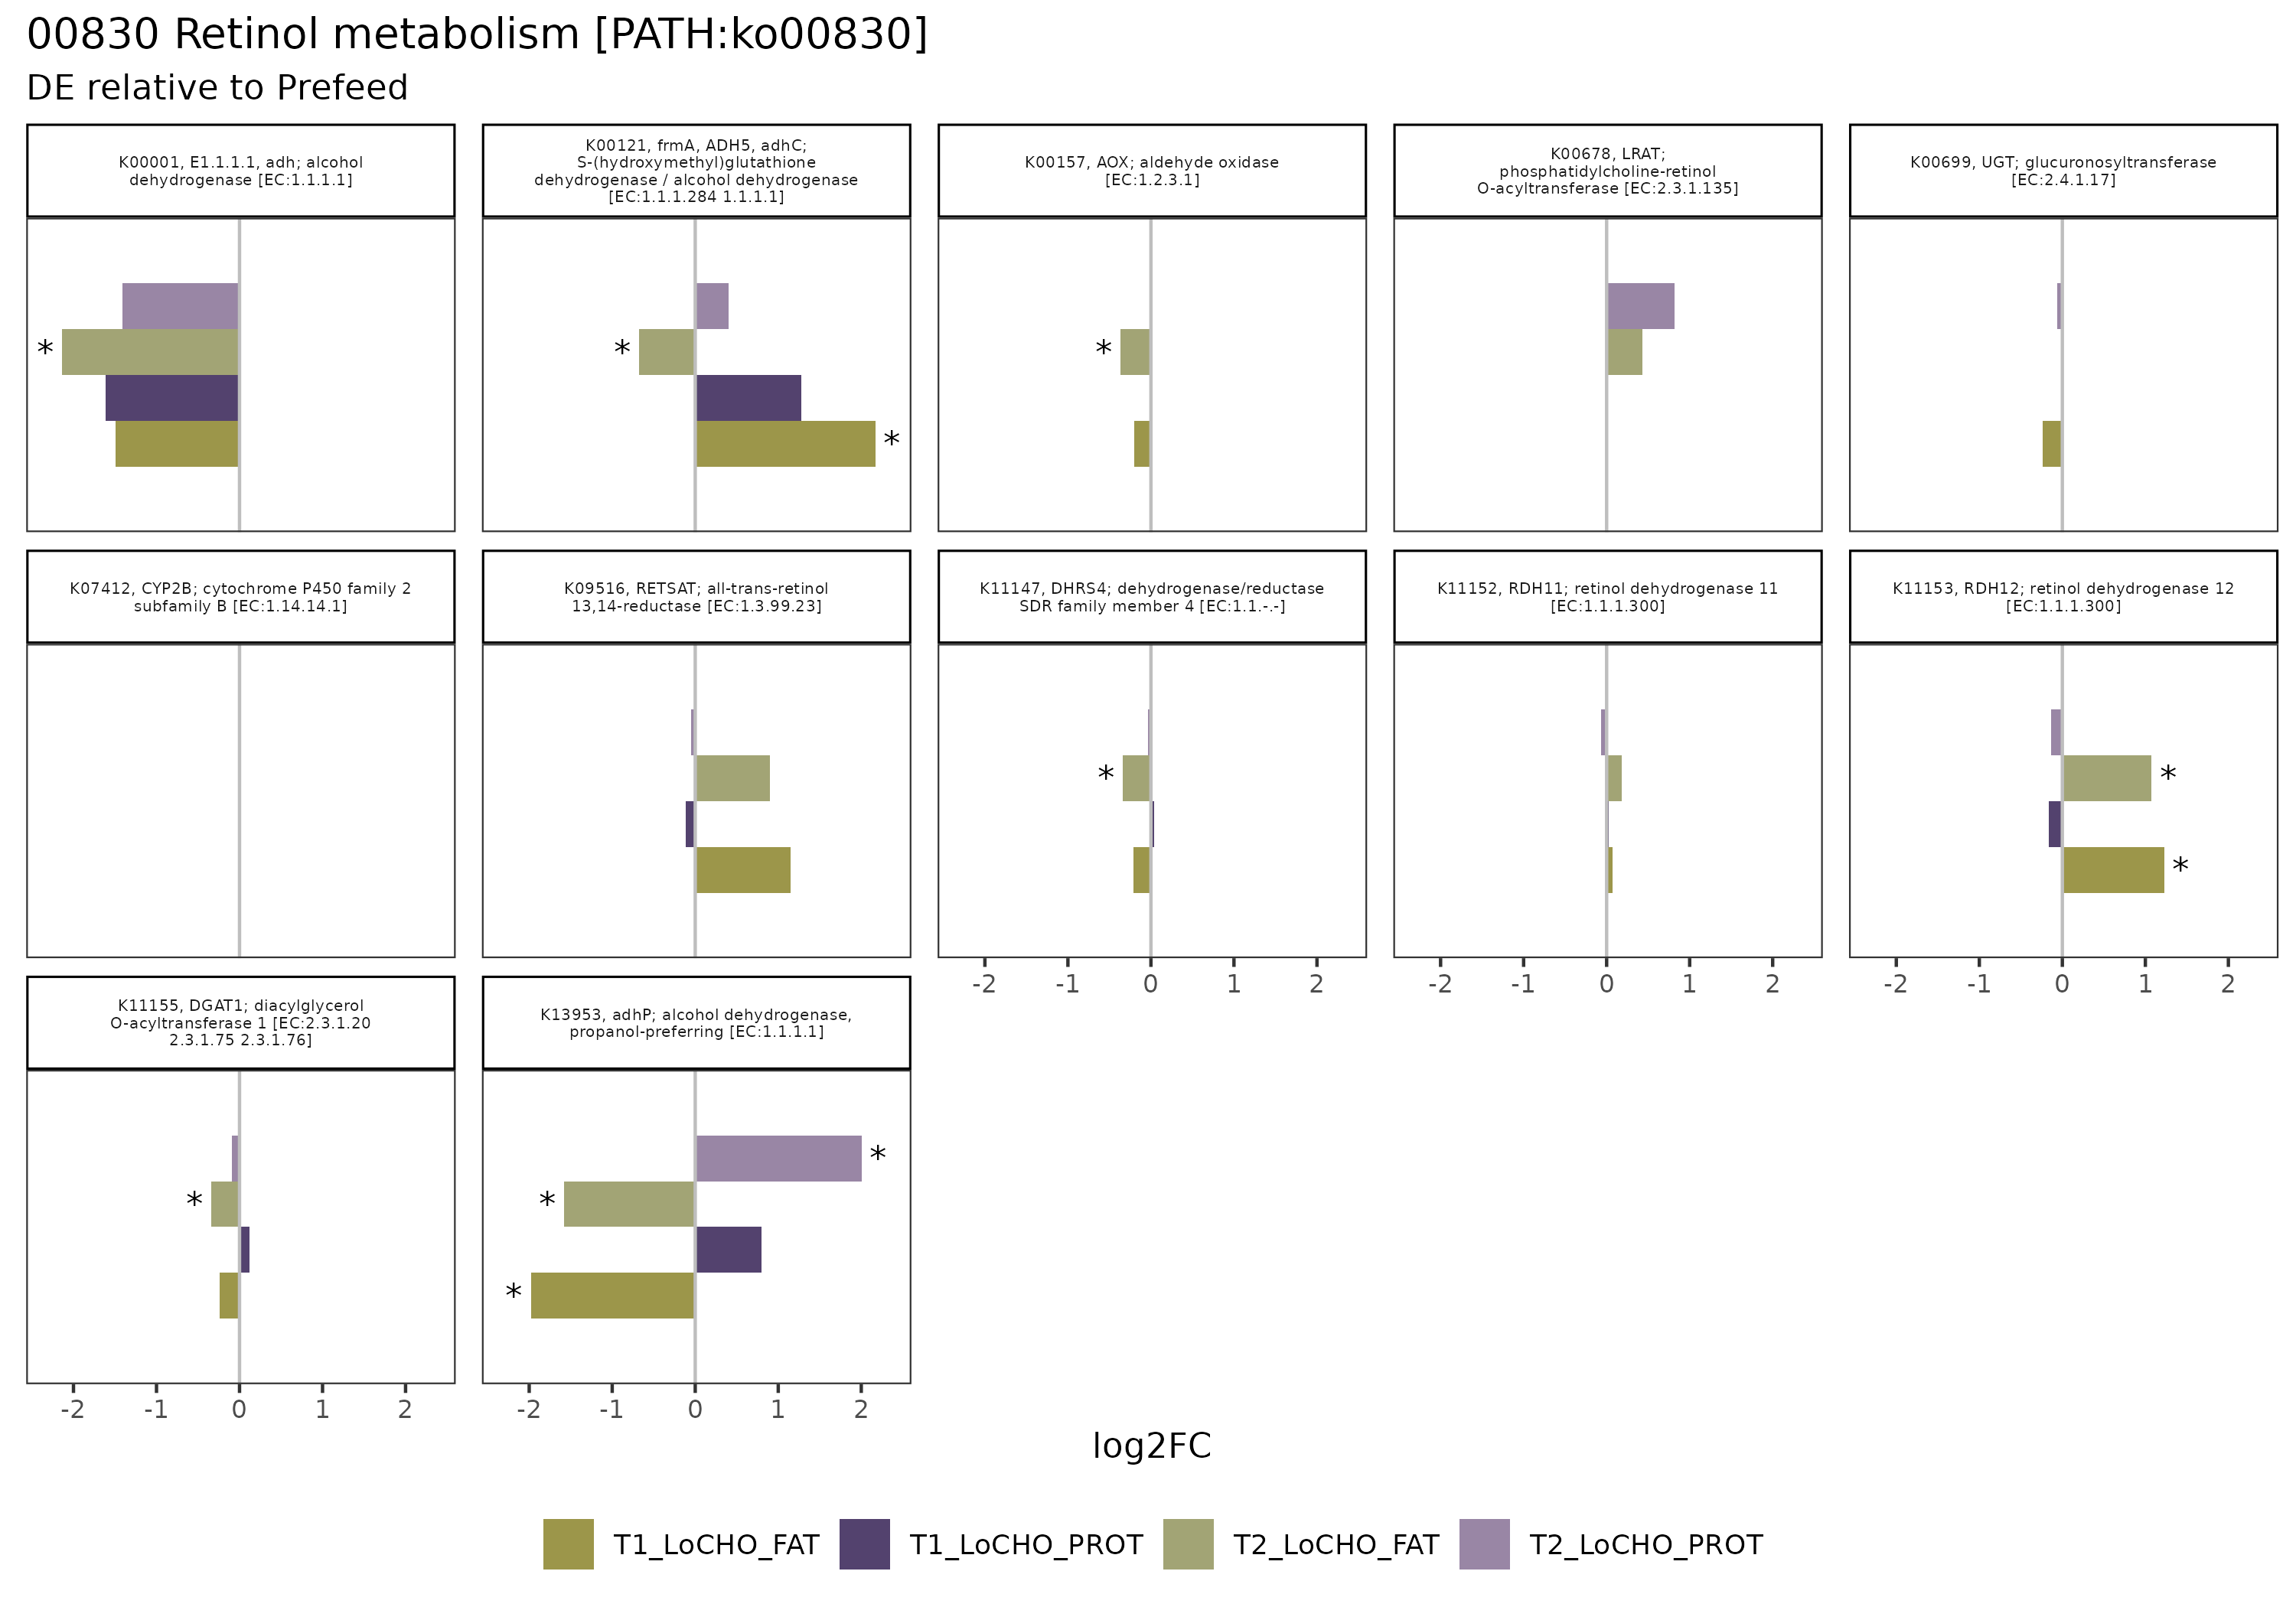 00830 Retinol metabolism [PATH:ko00830]
DE relative to Prefeed
K00001, E1.1.1.1, adh; alcohol
dehydrogenase [EC:1.1.1.1]
K00121, frmA, ADH5, adhC;
S-(hydroxymethyl)glutathione
dehydrogenase / alcohol dehydrogenase
[EC:1.1.1.284 1.1.1.1]
K00157, AOX; aldehyde oxidase
[EC:1.2.3.1]
K00678, LRAT;
phosphatidylcholine-retinol
O-acyltransferase [EC:2.3.1.135]
K00699, UGT; glucuronosyltransferase
[EC:2.4.1.17]
*
*
*
*
K07412, CYP2B; cytochrome P450 family 2
subfamily B [EC:1.14.14.1]
K09516, RETSAT; all-trans-retinol
13,14-reductase [EC:1.3.99.23]
K11147, DHRS4; dehydrogenase/reductase
SDR family member 4 [EC:1.1.-.-]
K11152, RDH11; retinol dehydrogenase 11
[EC:1.1.1.300]
K11153, RDH12; retinol dehydrogenase 12
[EC:1.1.1.300]
*
*
*
-2 -1 0 1 2
-2 -1 0 1 2
-2 -1 0 1 2
K11155, DGAT1; diacylglycerol
O-acyltransferase 1 [EC:2.3.1.20
2.3.1.75 2.3.1.76]
K13953, adhP; alcohol dehydrogenase,
propanol-preferring [EC:1.1.1.1]
*
*
*
*
-2 -1 0 1 2
-2 -1 0 1 2
log2FC
T1_LoCHO_FAT T1_LoCHO_PROT T2_LoCHO_FAT T2_LoCHO_PROT